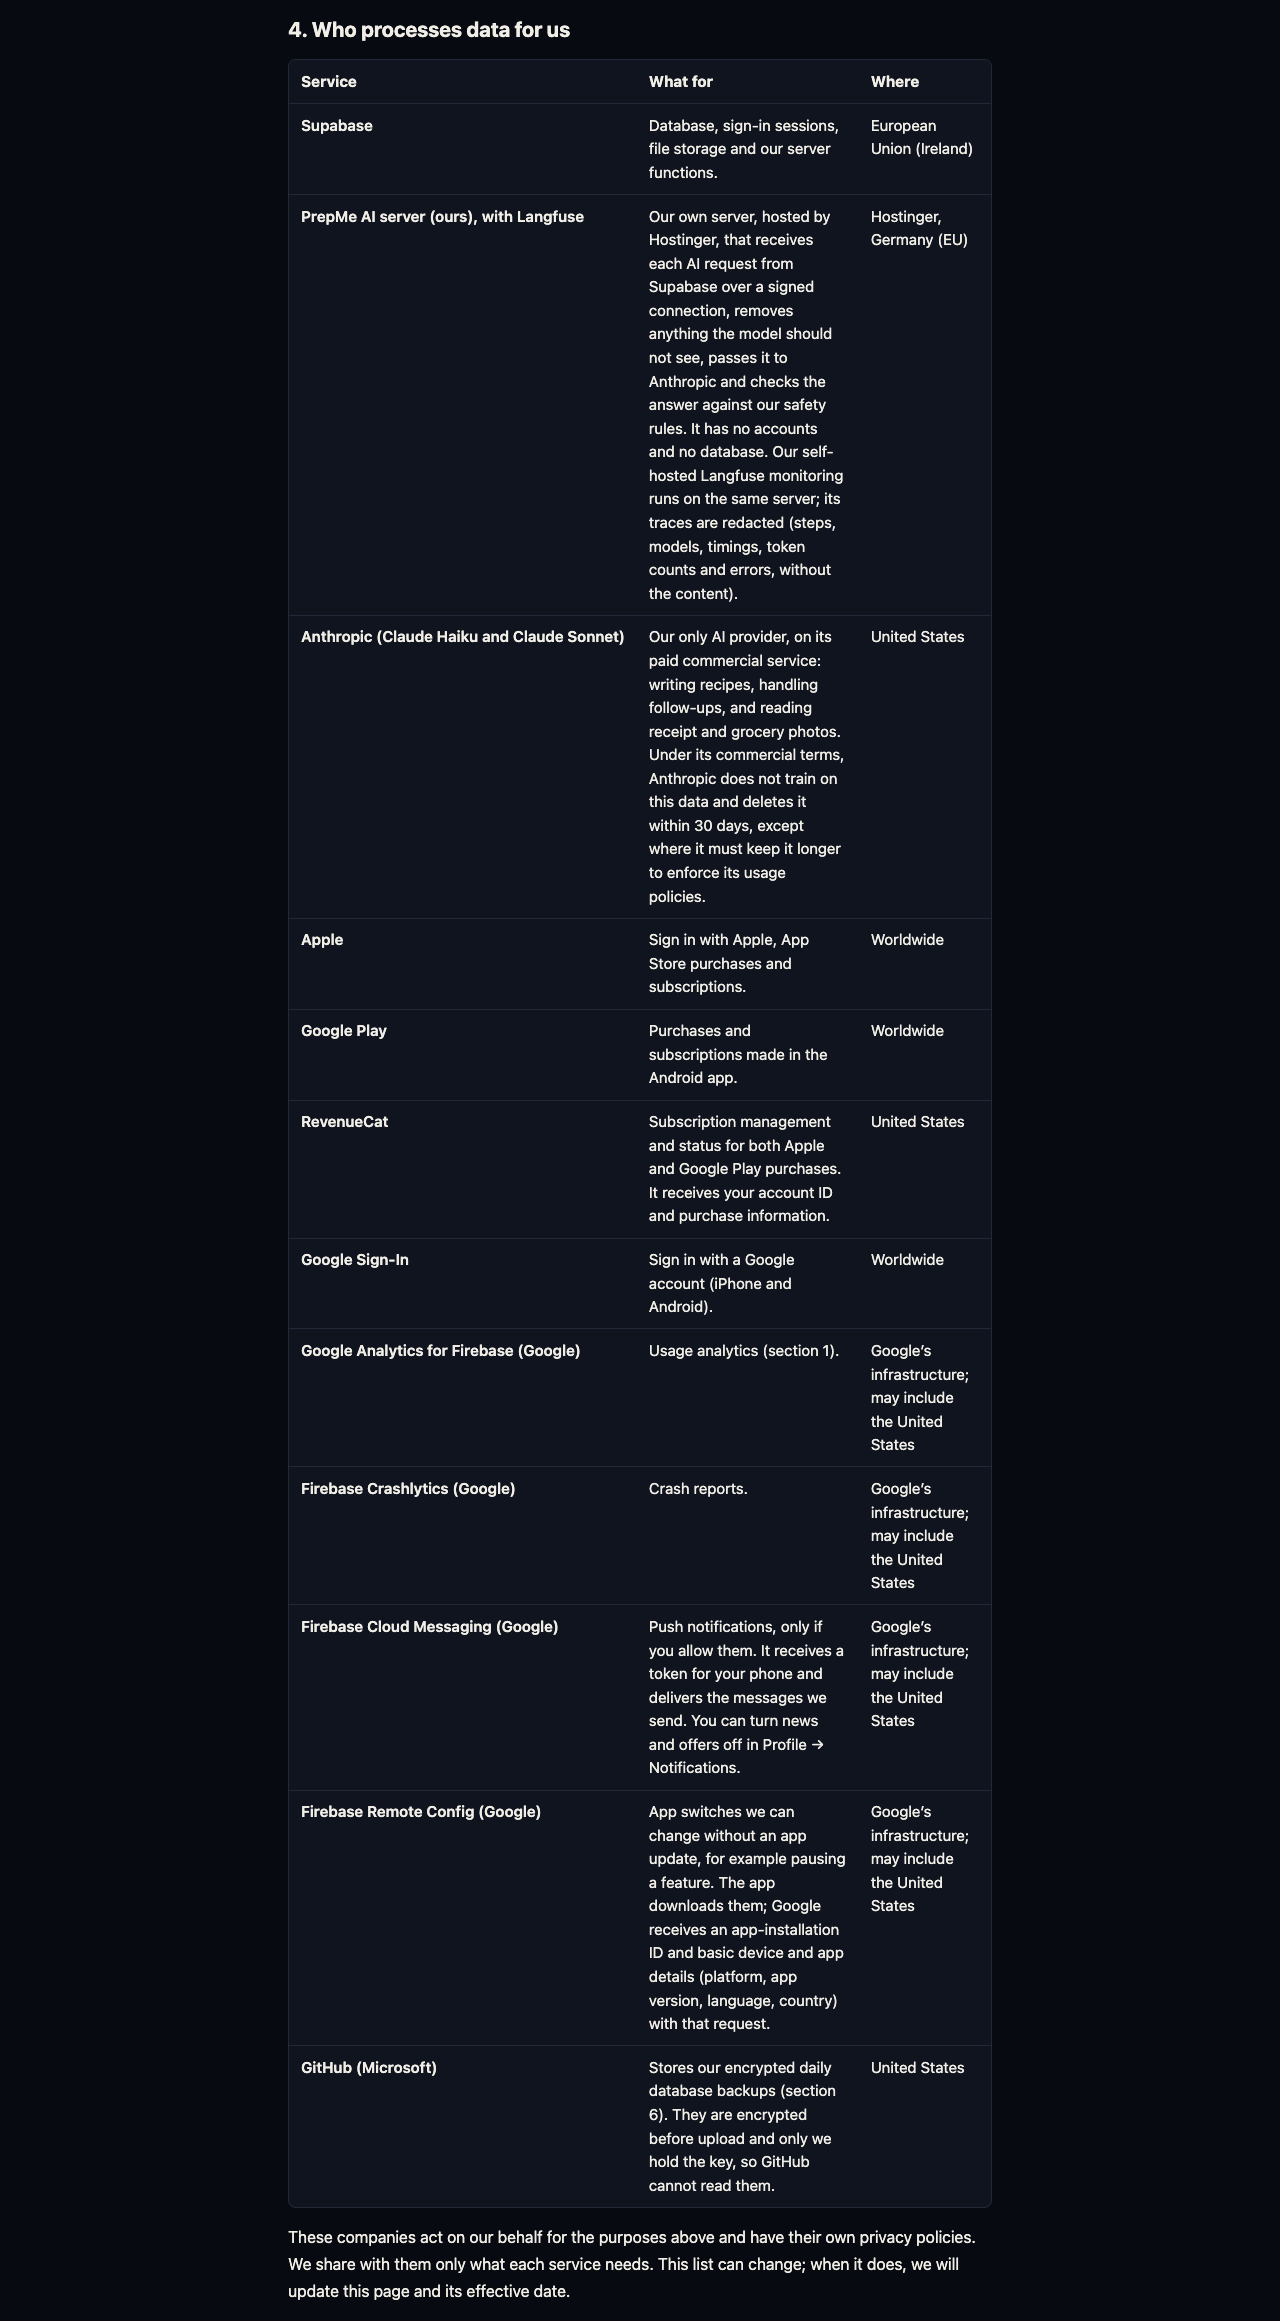 4. Who processes data for us
Service What for Where
Supabase Database, sign-in sessions, European
file storage and our server Union (Ireland)
functions.
PrepMe AI server (ours), with Langfuse Our own server, hosted by Hostinger,
Hostinger, that receives Germany (EU)
each AI request from
Supabase over a signed
connection, removes
anything the model should
not see, passes it to
Anthropic and checks the
answer against our safety
rules. It has no accounts
and no database. Our self-
hosted Langfuse monitoring
runs on the same server; its
traces are redacted (steps,
models, timings, token
counts and errors, without
the content).
Anthropic (Claude Haiku and Claude Sonnet) Our only AI provider, on its United States
paid commercial service:
writing recipes, handling
follow-ups, and reading
receipt and grocery photos.
Under its commercial terms,
Anthropic does not train on
this data and deletes it
within 30 days, except
where it must keep it longer
to enforce its usage
policies.
Apple Sign in with Apple, App Worldwide
Store purchases and
subscriptions.
Google Play Purchases and Worldwide
subscriptions made in the
Android app.
RevenueCat Subscription management United States
and status for both Apple
and Google Play purchases.
It receives your account ID
and purchase information.
Google Sign-In Sign in with a Google Worldwide
account (iPhone and
Android).
Google Analytics for Firebase (Google) Usage analytics (section 1). Google’s
infrastructure;
may include
the United
States
Firebase Crashlytics (Google) Crash reports. Google’s
infrastructure;
may include
the United
States
Firebase Cloud Messaging (Google) Push notifications, only if Google’s
you allow them. It receives a infrastructure;
token for your phone and may include
delivers the messages we the United
send. You can turn news States
and offers off in Profile →
Notifications.
Firebase Remote Config (Google) App switches we can Google’s
change without an app infrastructure;
update, for example pausing may include
a feature. The app the United
downloads them; Google States
receives an app-installation
ID and basic device and app
details (platform, app
version, language, country)
with that request.
GitHub (Microsoft) Stores our encrypted daily United States
database backups (section
6). They are encrypted
before upload and only we
hold the key, so GitHub
cannot read them.
These companies act on our behalf for the purposes above and have their own privacy policies.
We share with them only what each service needs. This list can change; when it does, we will
update this page and its effective date.